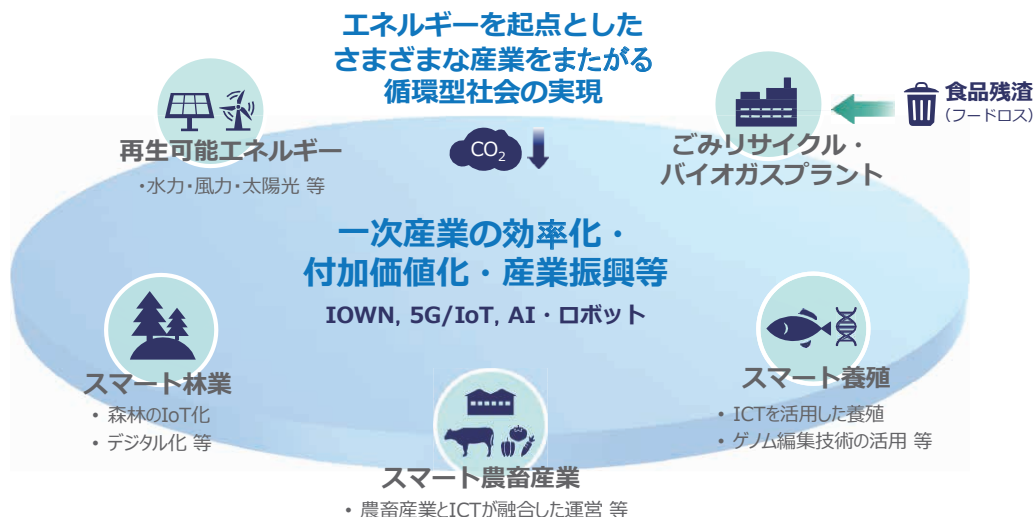 エネルギーを起点とした
さまざまな産業をまたがる
循環型社会の実現
再生可能エネルギー
・水力・風力・太陽光 等
CO2
ごみリサイクル・
バイオガスプラント
食品残渣
(フードロス)
一次産業の効率化・
付加価値化・産業振興等
IOWN, 5G/IoT, AI・ロボット
スマート林業
• 森林のIoT化
• デジタル化 等
スマート農畜産業
• 農畜産業とICTが融合した運営 等
スマート養殖
• ICTを活用した養殖
• ゲノム編集技術の活用 等